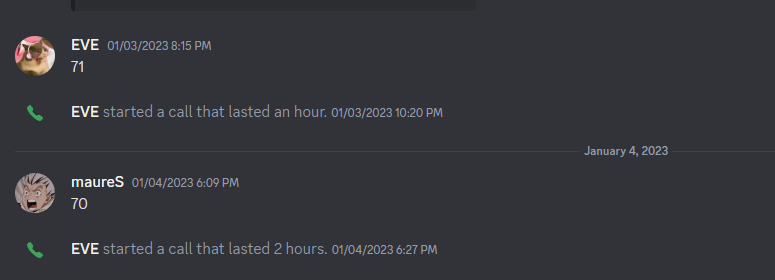 EVE 01/03/2023 8:15 PM
71
EVE started a call that lasted an hour. 01/03/2023 10:20 PM
January 4, 2023
maureS 01/04/2023 6:09 PM
70
EVE started a call that lasted 2 hours. 01/04/2023 6:27 PM